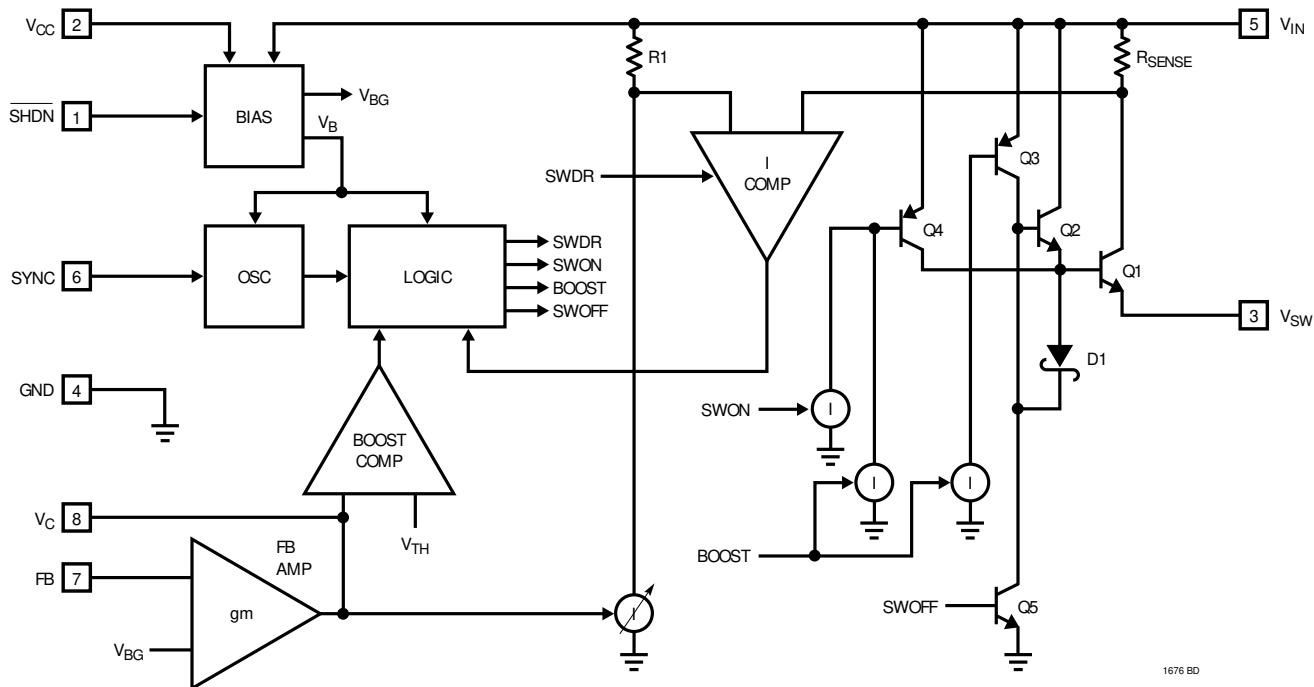 VCC 2
5 VIN
R1
RSENSE
SHDN 1
BIAS
VBG
VB
I
COMP
SWDR
Q3
Q4
Q2
Q1
SYNC 6
OSC
LOGIC
SWDR
SWON
BOOST
SWOFF
3 VSW
D1
GND 4
SWON
I
BOOST
COMP
I
I
VC 8
VTH
BOOST
FB
AMP
FB 7
gm
I
SWOFF
Q5
VBG
1676 BD